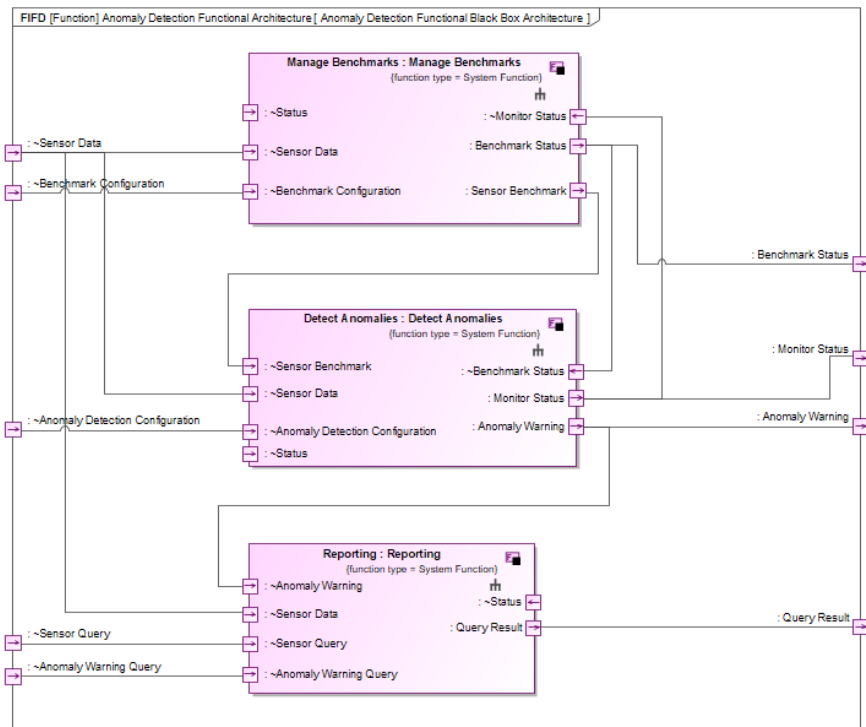 FIFD [Function] Anomaly Detection Functional Architecture [ Anomaly Detection Functional Black Box Architecture ]
Manage Benchmarks : Manage Benchmarks
{function type = System Function}
: ~Status
: ~Monitor Status
: ~Sensor Data
: ~Sensor Data
: Benchmark Status
: ~Benchmark Configuration
: ~Benchmark Configuration
: Sensor Benchmark
: Benchmark Status
Detect Anomalies : Detect Anomalies
{function type = System Function}
: ~Sensor Benchmark
: ~Benchmark Status
: Monitor Status
: ~Sensor Data
: Monitor Status
: ~Anomaly Detection Configuration
: ~Anomaly Detection Configuration
: Anomaly Warning
: Anomaly Warning
: ~Status
Reporting : Reporting
{function type = System Function}
: ~Anomaly Warning
: ~Status
: ~Sensor Data
: Query Result
: Query Result
: ~Sensor Query
: ~Sensor Query
: ~Anomaly Warning Query
: ~Anomaly Warning Query